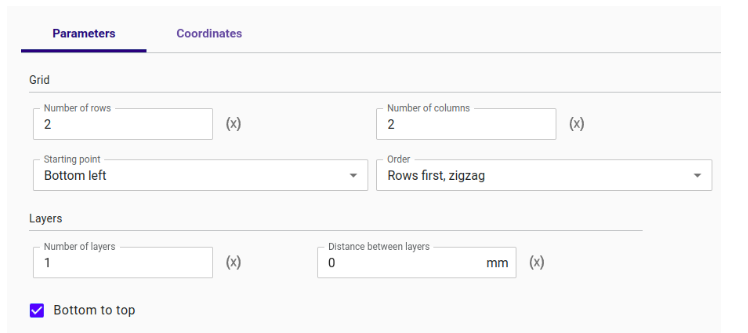 Parameters Coordinates
Grid
Number of rows Number of columns
2 (x) 2 (x)
Starting point Order
Bottom left Rows first, zigzag
Layers
Number of layers Distance between layers
1 (x) 0 mm (x)
Bottom to top